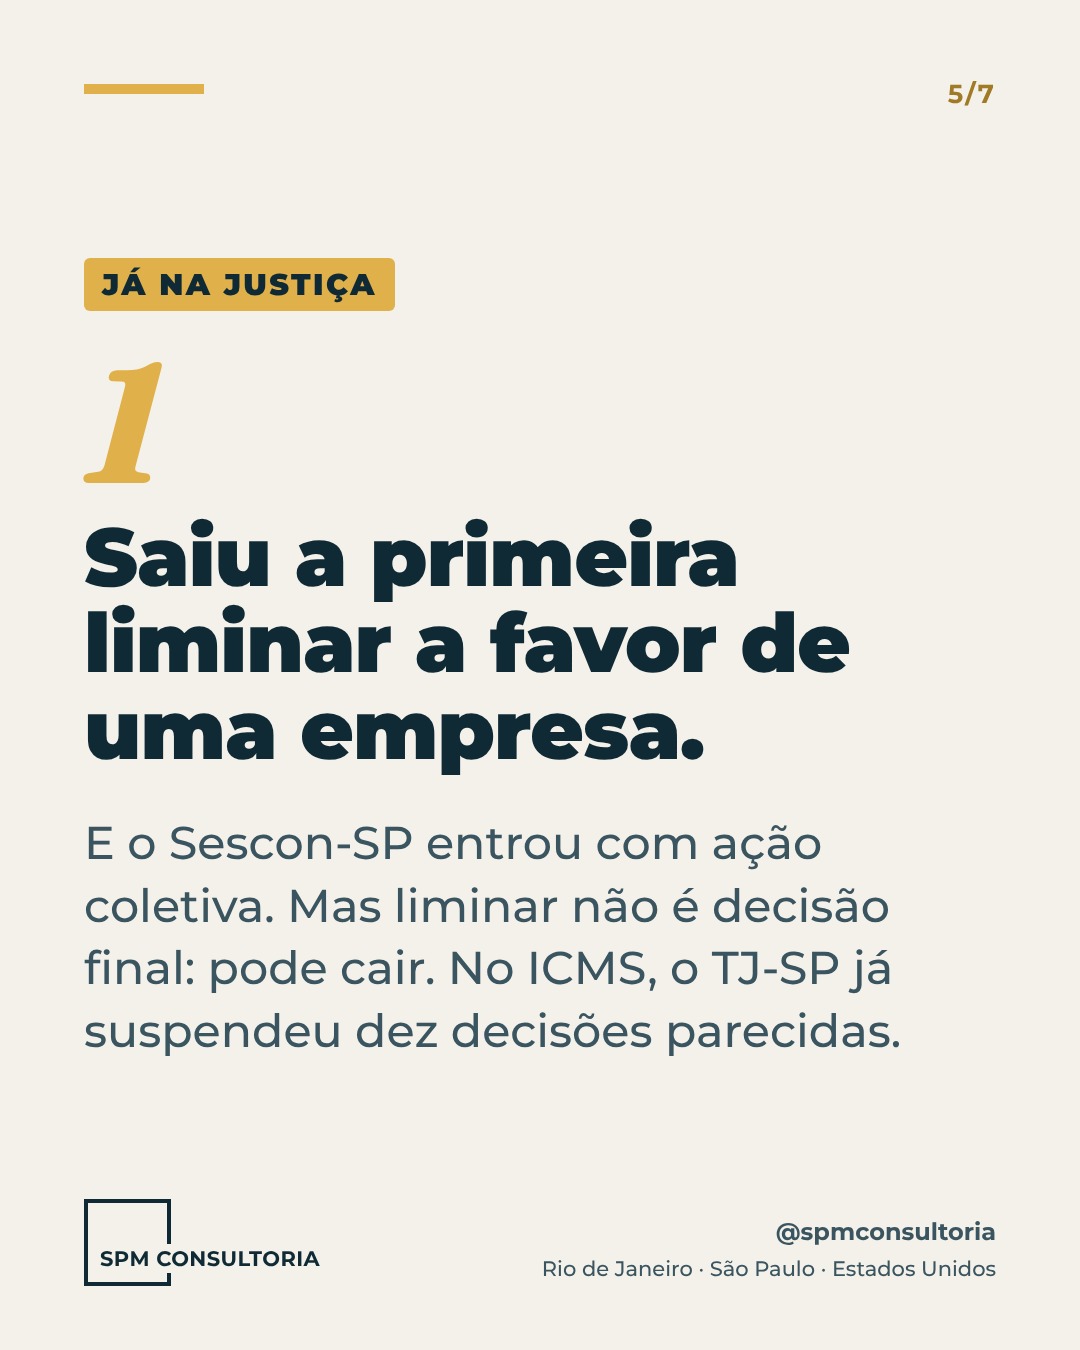 5/7
JÁ NA JUSTIÇA
1
Saiu a primeira
liminar a favor de
uma empresa.
E o Sescon-SP entrou com ação
coletiva. Mas liminar não é decisão
final: pode cair. No ICMS, o TJ-SP já
suspendeu dez decisões parecidas.
SPM CONSULTORIA
@spmconsultoria
Rio de Janeiro · São Paulo · Estados Unidos